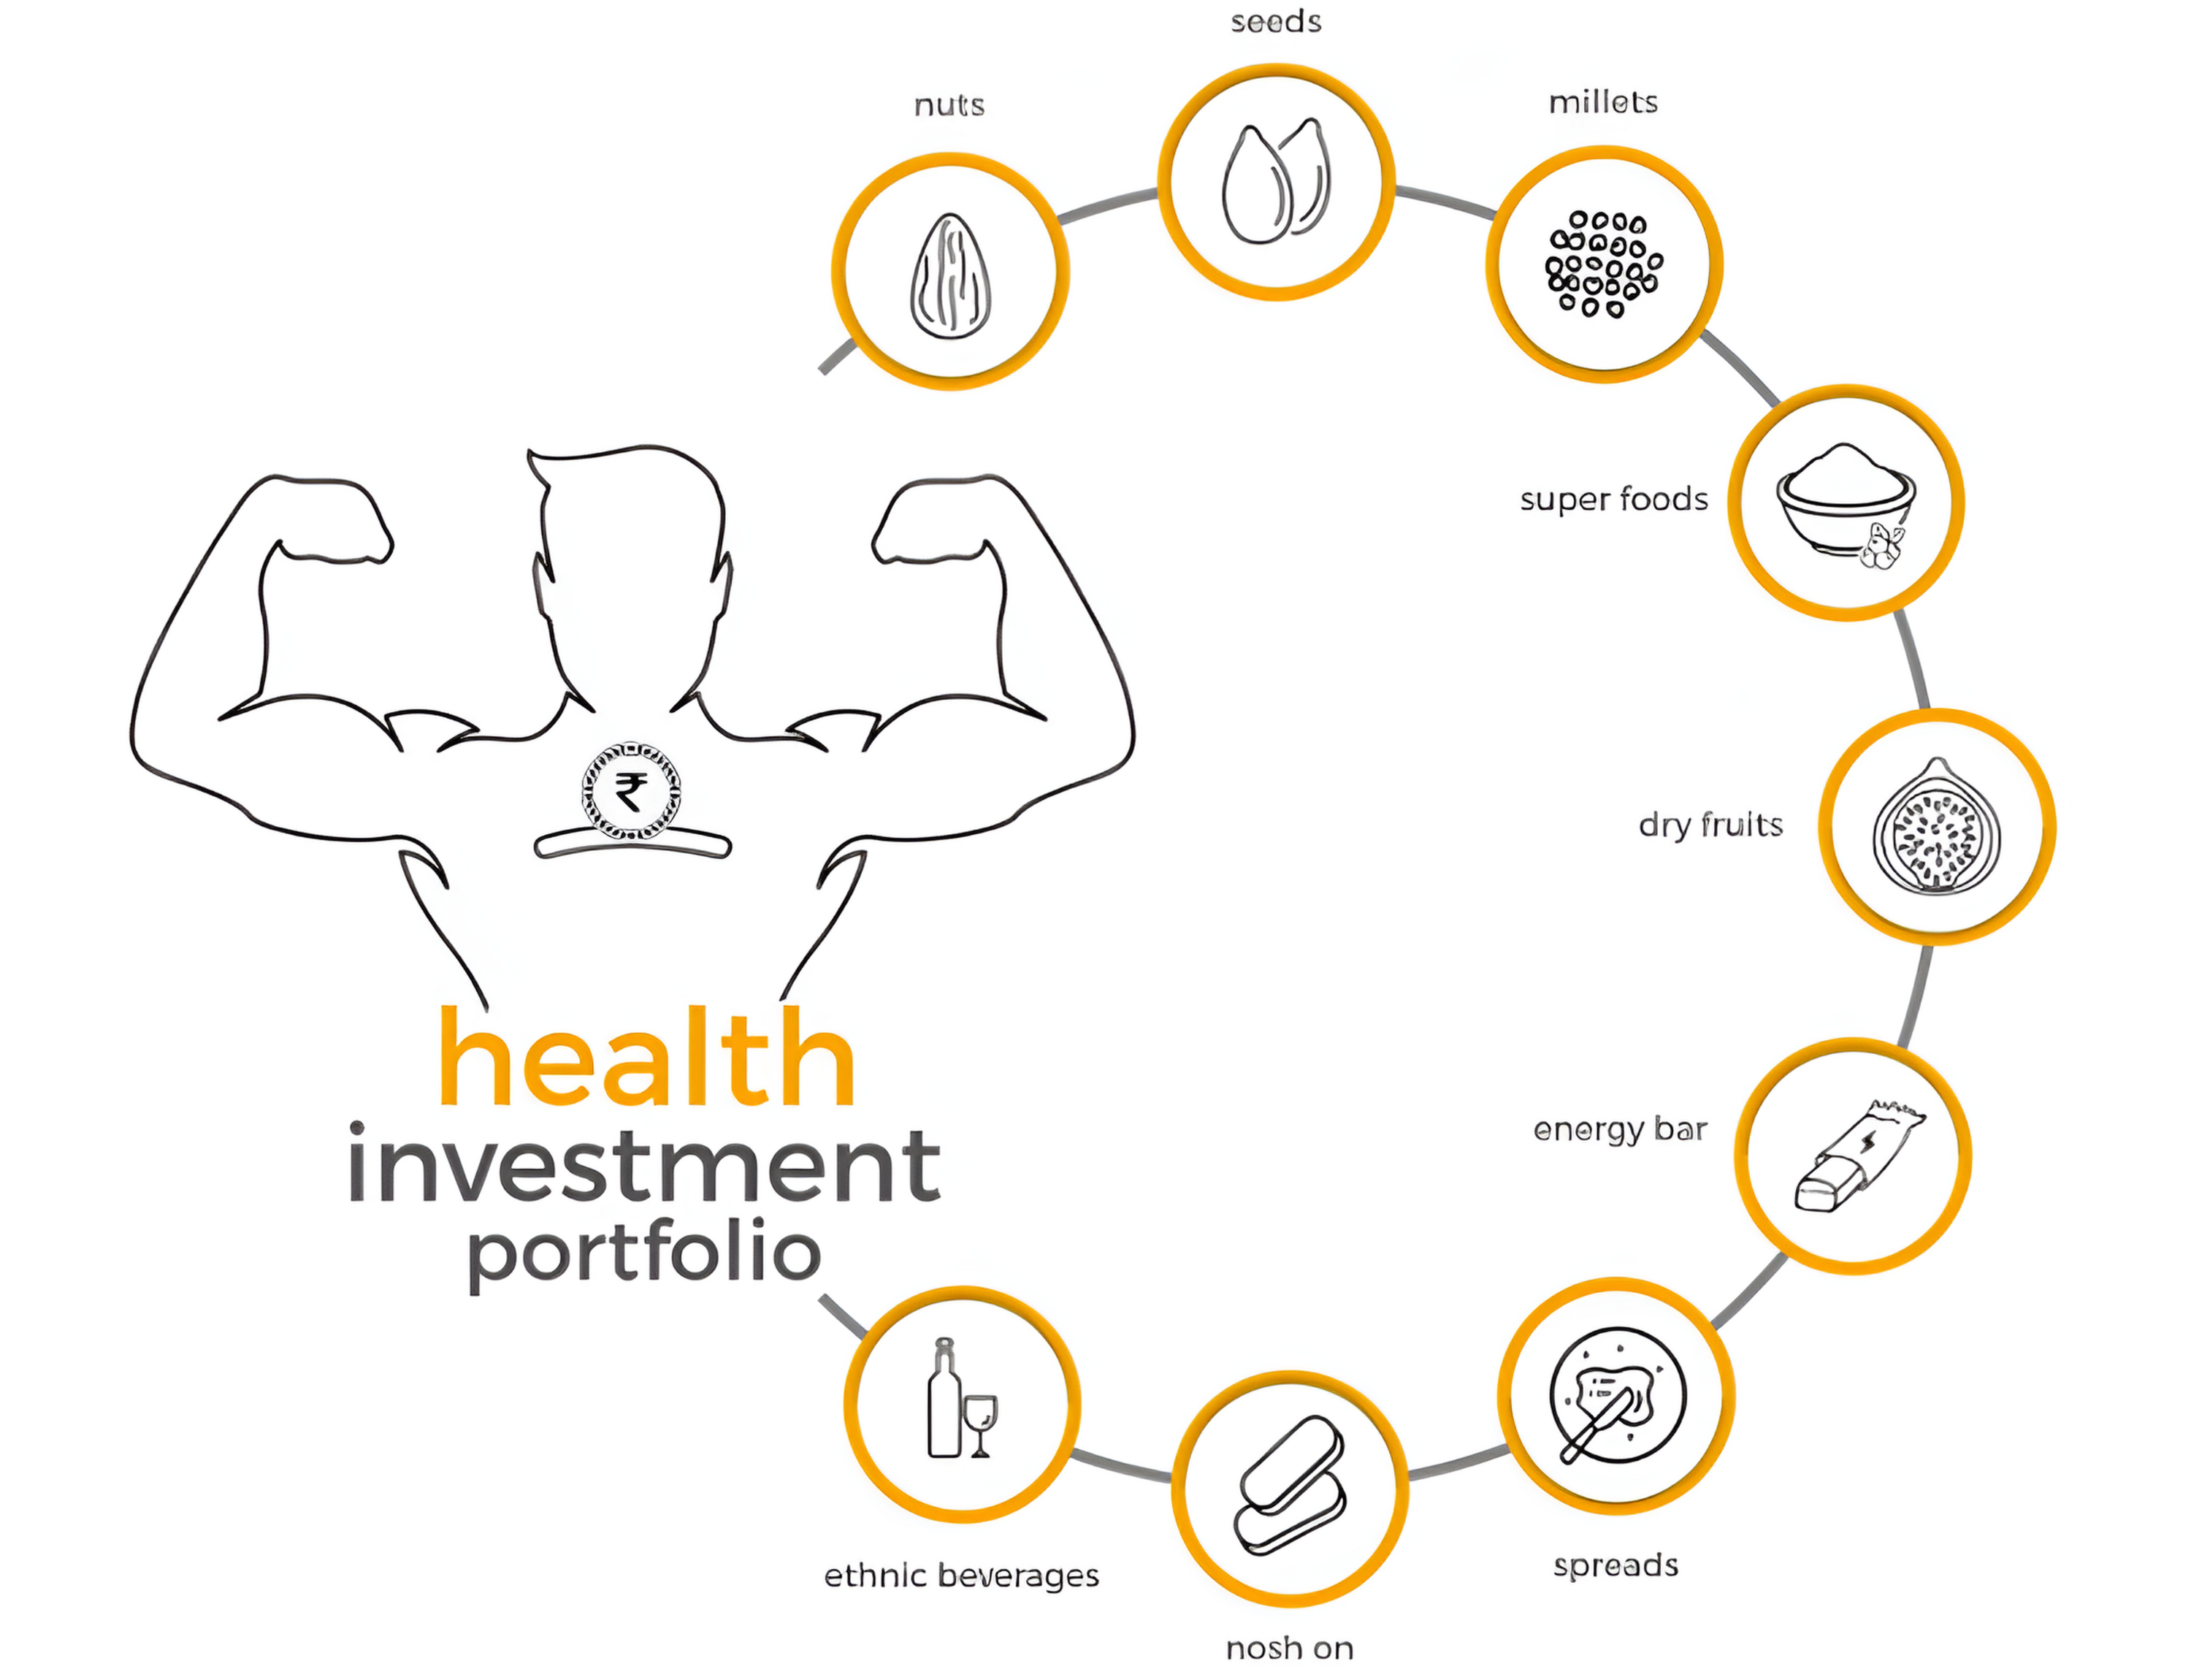 seeds
nuts
millets
super foods
₹
dry fruits
health
investment
portfolio
energy bar
spreads
ethnic beverages
nosh on